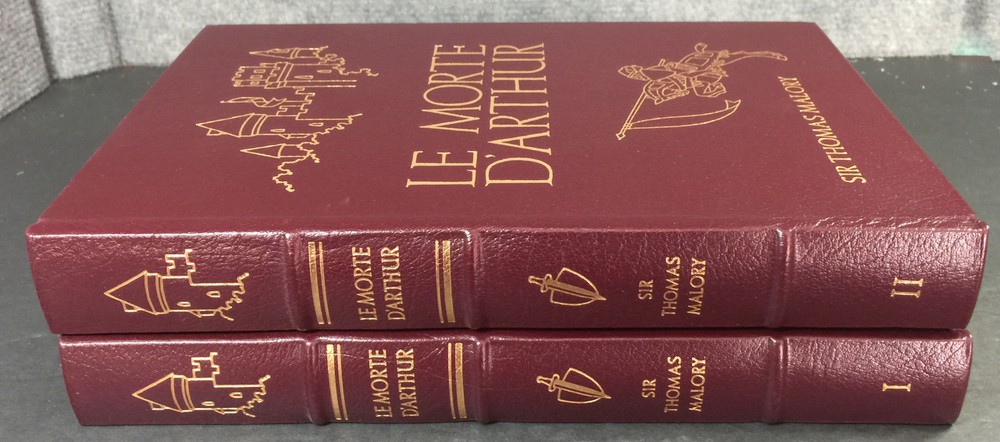 LE MORTE
D'ARTHUR
SIR THOMAS MALORY
LE MORTE
D'ARTHUR
SIR
THOMAS
MALORY
II
LE MORTE
D'ARTHUR
SIR
THOMAS
MALORY
I